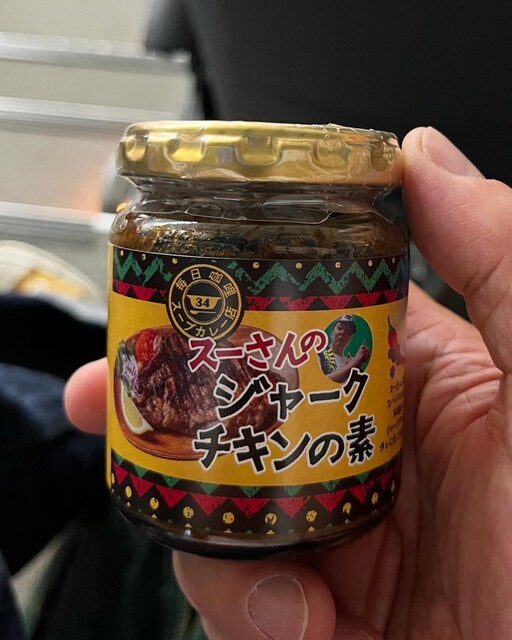 毎日咖喱
34
スープカレー店
スーさんの
ジャーク
チキンの素